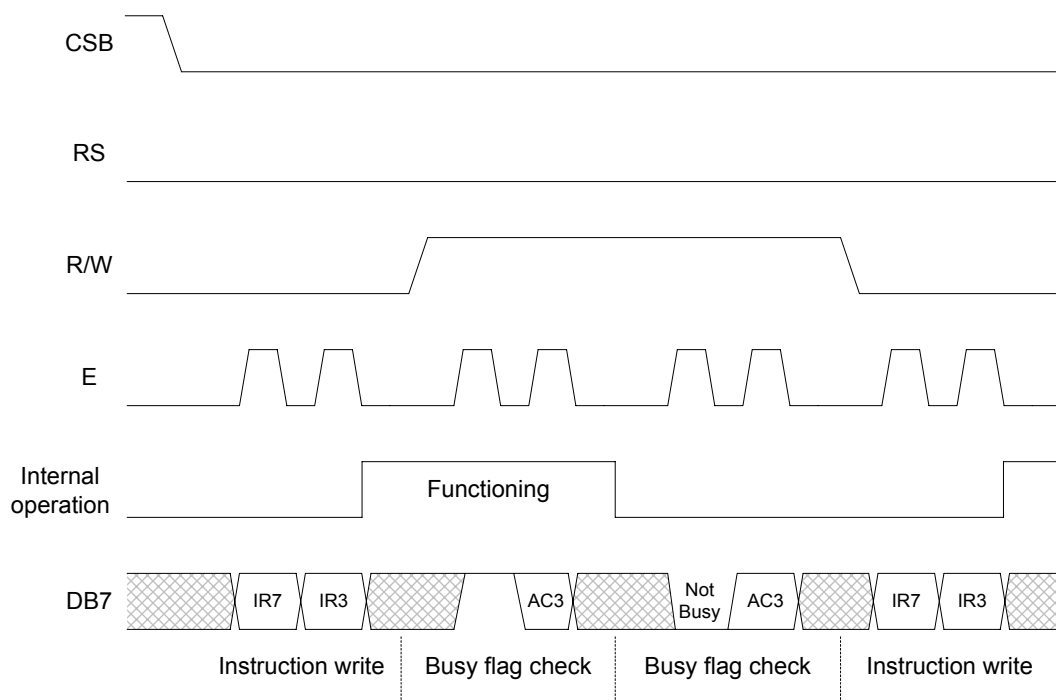 CSB
RS
R/W
E
Internal
operation
Functioning
DB7
IR7
IR3
AC3
Not
Busy
AC3
IR7
IR3
Instruction write
Busy flag check
Busy flag check
Instruction write